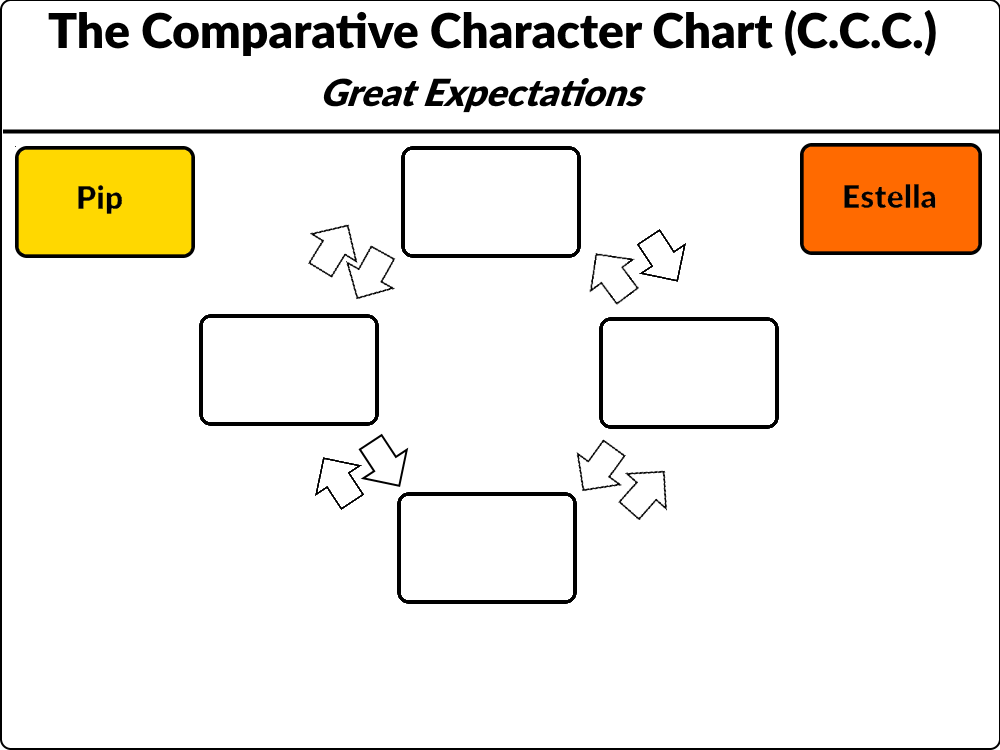 The Comparative Character Chart (C.C.C.)
Great Expectations
Pip
Estella